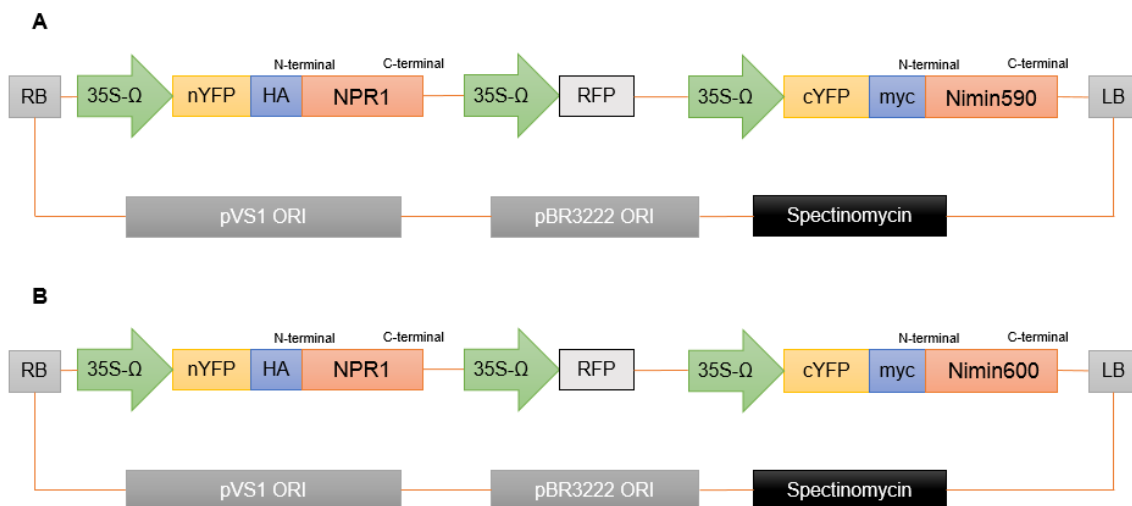 A
N-terminal C-terminal N-terminal C-terminal
RB 35S-Ω nYFP HA NPR1 35S-Ω RFP 35S-Ω cYFP myc Nimin590 LB
pVS1 ORI pBR3222 ORI Spectinomycin
B
N-terminal C-terminal N-terminal C-terminal
RB 35S-Ω nYFP HA NPR1 35S-Ω RFP 35S-Ω cYFP myc Nimin600 LB
pVS1 ORI pBR3222 ORI Spectinomycin